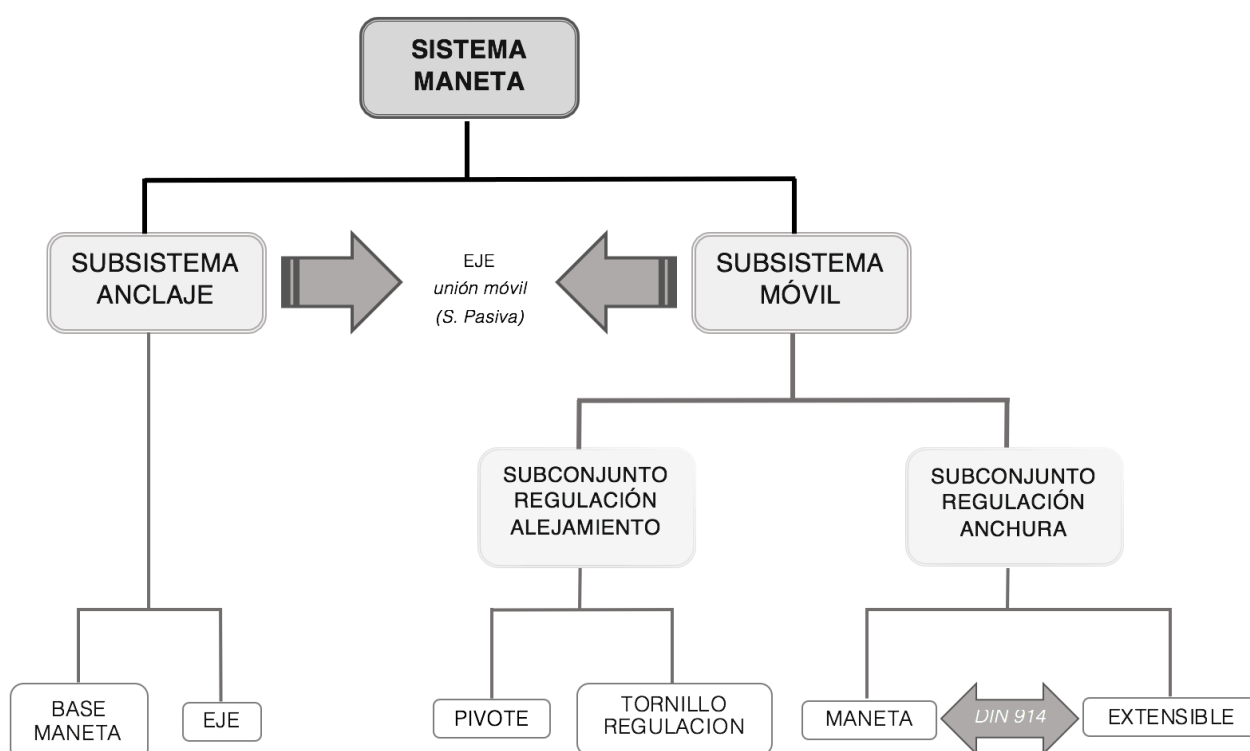 SISTEMA
MANETA
SUBSISTEMA
ANCLAJE
EJE
unión móvil
(S. Pasiva)
SUBSISTEMA
MÓVIL
SUBCONJUNTO
REGULACIÓN
ALEJAMIENTO
SUBCONJUNTO
REGULACIÓN
ANCHURA
BASE
MANETA
EJE
PIVOTE
TORNILLO
REGULACION
MANETA
DIN 914
EXTENSIBLE